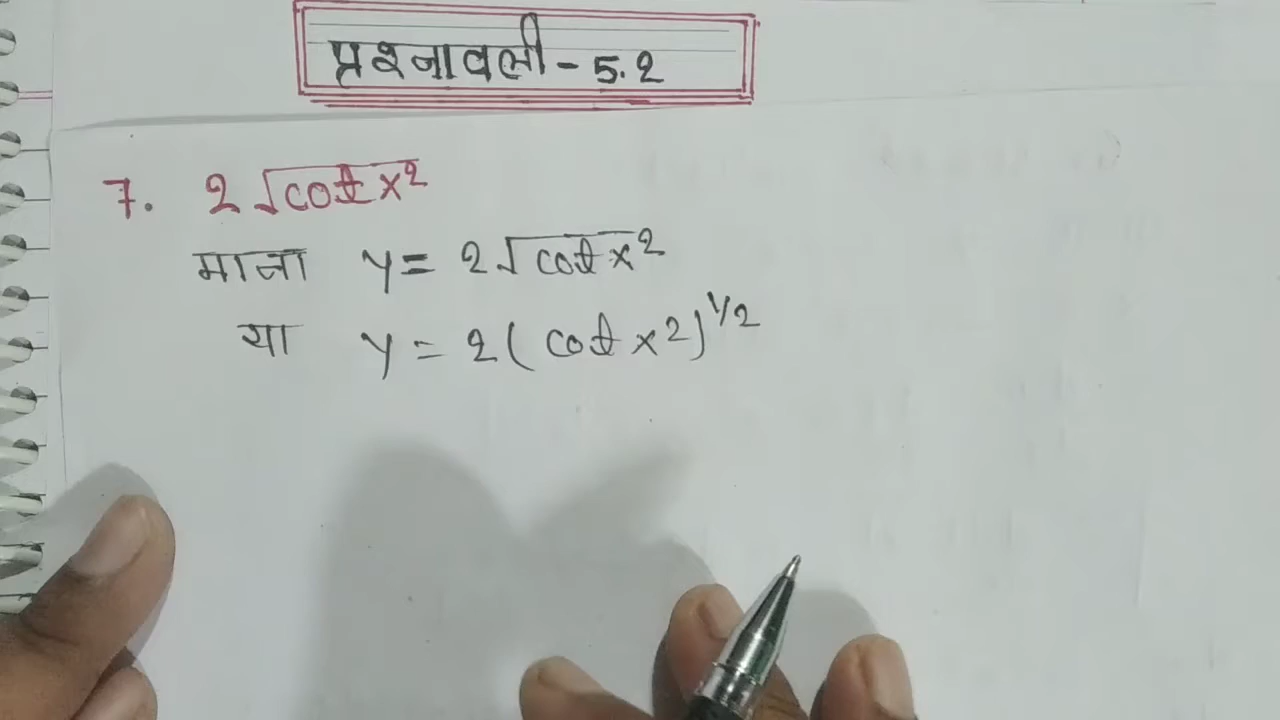 प्रश्नावली - 5.2
7. 2√cot x²
माना y = 2√cot x²
या y = 2(cot x2)^1/2